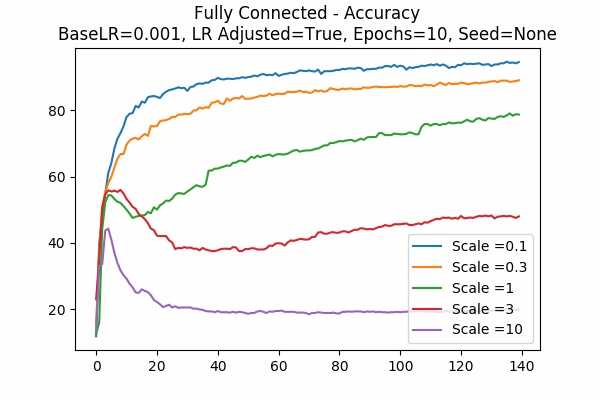 Fully Connected - Accuracy
BaseLR=0.001, LR Adjusted=True, Epochs=10, Seed=None
80
60
40
20
Scale =0.1
Scale =0.3
Scale =1
Scale =3
Scale =10
0 20 40 60 80 100 120 140